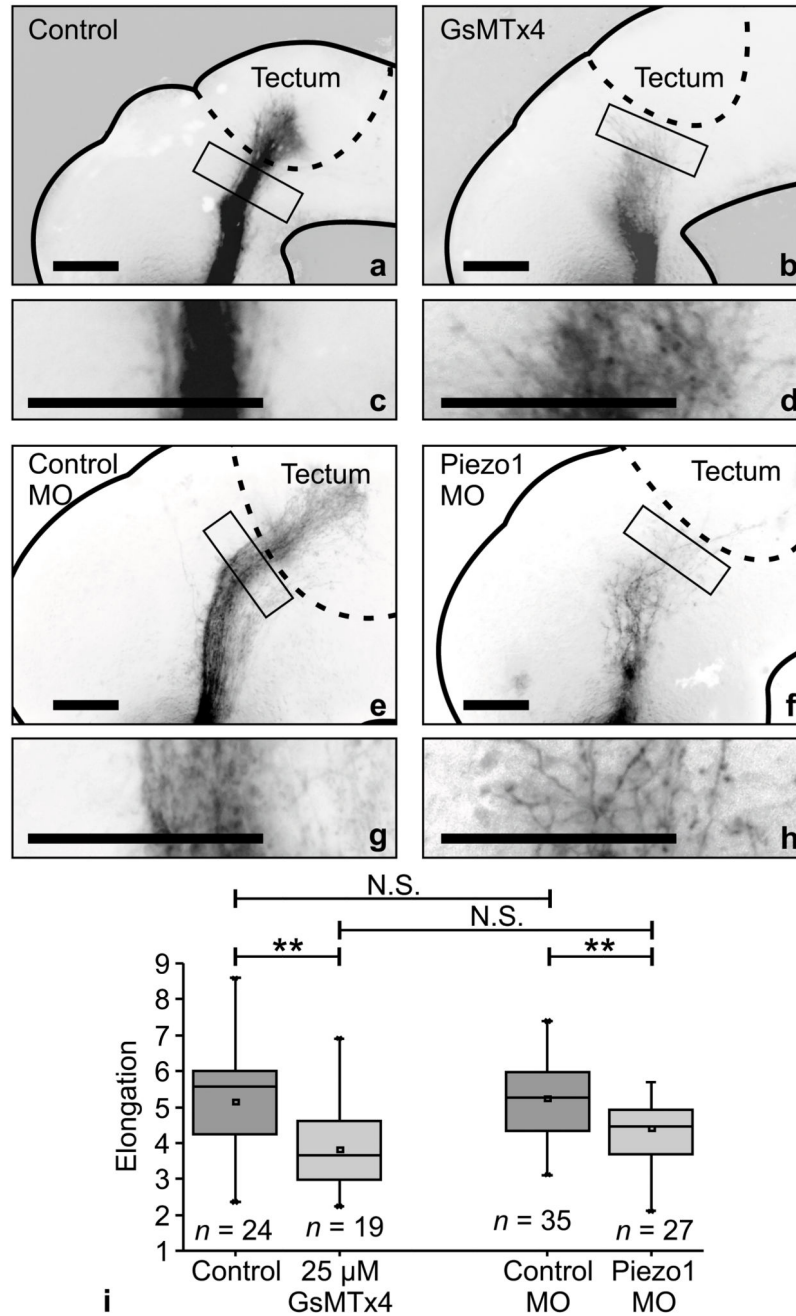 Control
Tectum
a
GsMTx4
Tectum
b
c
d
Control
MO
Tectum
e
Piezo1
MO
Tectum
f
g
h
N.S.
N.S.
**
**
9
8
7
6
5
4
3
2
1
Elongation
n = 24
n = 19
n = 35
n = 27
Control
25 µM
GsMTx4
Control
MO
Piezo1
MO
i